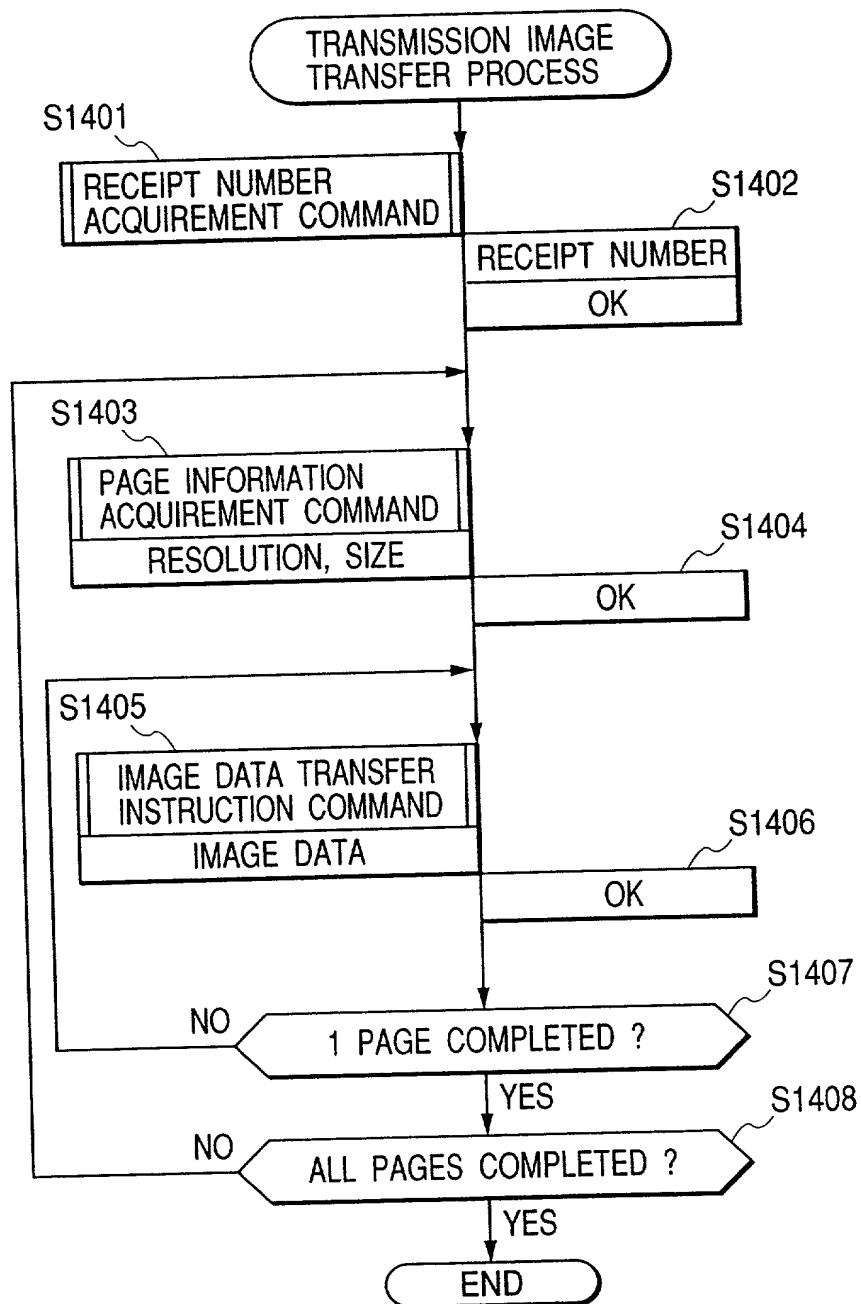 TRANSMISSION IMAGE
TRANSFER PROCESS
S1401
RECEIPT NUMBER
ACQUIREMENT COMMAND
S1402
RECEIPT NUMBER
OK
S1403
PAGE INFORMATION
ACQUIREMENT COMMAND
RESOLUTION, SIZE
S1404
OK
S1405
IMAGE DATA TRANSFER
INSTRUCTION COMMAND
IMAGE DATA
S1406
OK
S1407
NO
1 PAGE COMPLETED ?
YES
S1408
NO
ALL PAGES COMPLETED ?
YES
END